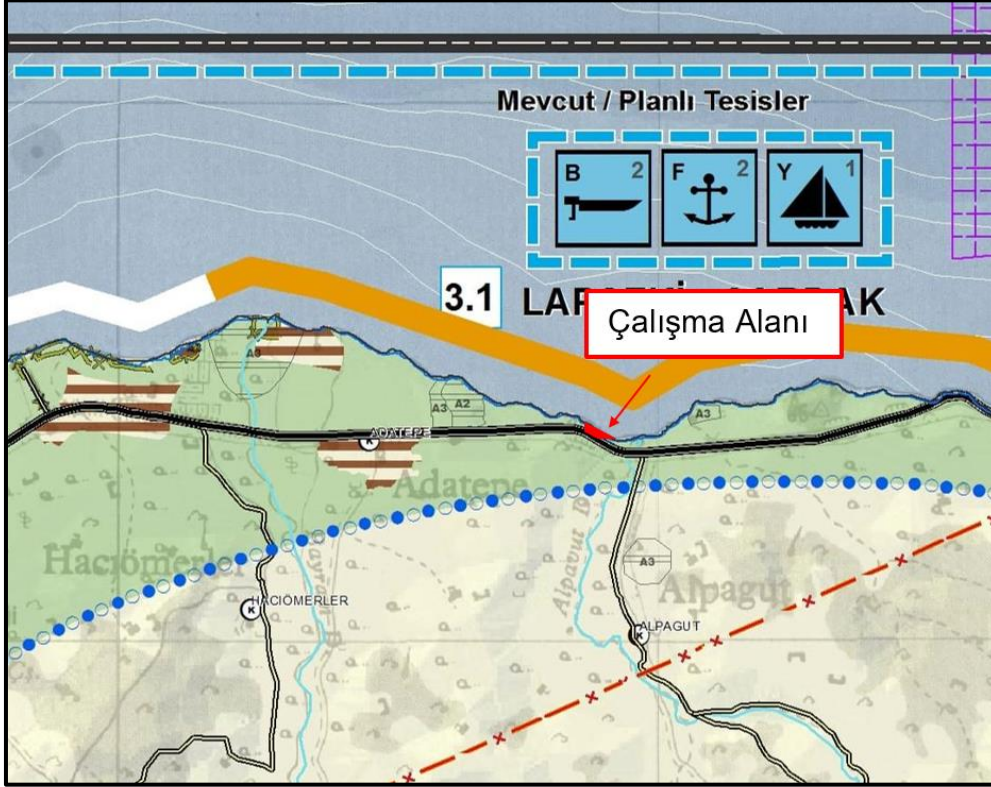 Mevcut / Planlı Tesisler
B 2
F 2
Y 1
3.1
Çalışma Alanı
A3
A3 A2
A3
ADATEPE
Adatepe
Hacıömerler
HACIÖMERLER
K
K
A3
Alpagut
ALPAGUT
K